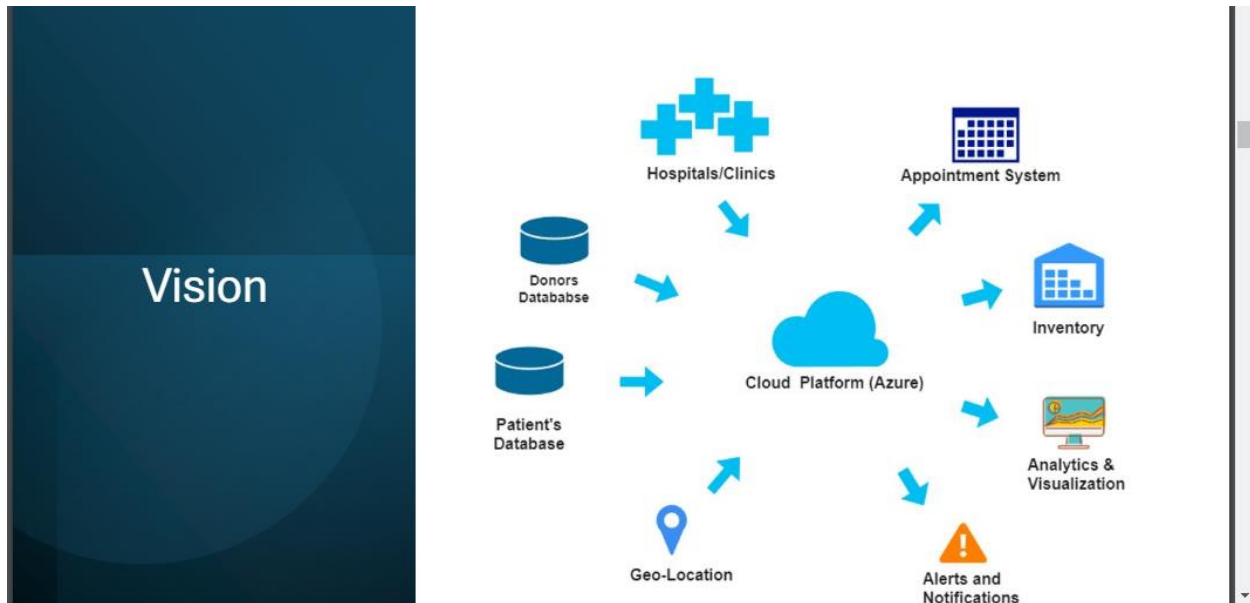 Vision
Hospitals/Clinics
Appointment System
Donors
Datababse
Inventory
Cloud Platform (Azure)
Patient's
Database
Analytics &
Visualization
Geo-Location
Alerts and
Notifications